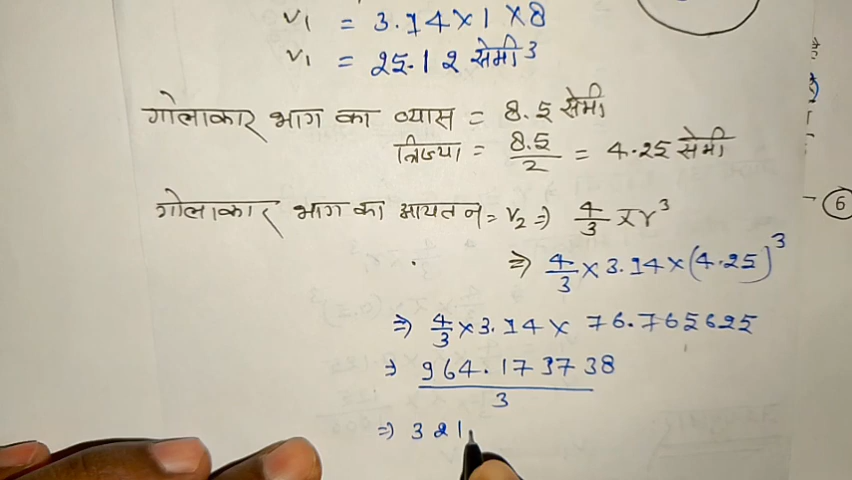 V₁ = 3.14 × 1 × 8
V₁ = 25.12 सेमी³
गोलाकार भाग का व्यास = 8.5 सेमी
त्रिज्या = 8.5/2 = 4.25 सेमी
गोलाकार भाग का आयतन = V₂ ⇒ 4/3 πr³
⇒ 4/3 × 3.14 × (4.25)³
⇒ 4/3 × 3.14 × 76.765625
⇒ 964.173738/3
⇒ 321
6